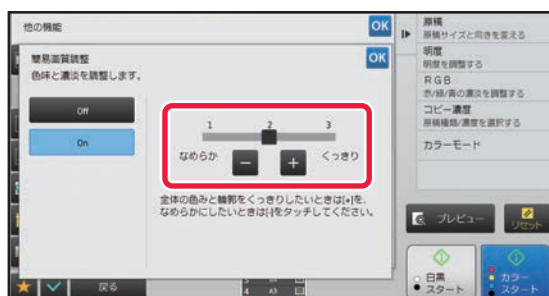 他の機能
OK
簡易画質調整
OK
色味と濃淡を調整します。
Off
On
1 2 3
なめらか － ＋ くっきり
全体の色みと輪郭をくっきりしたいときは[+]を、
なめらかにしたいときは[-]をタッチしてください。
戻る
4 A3
原稿
原稿サイズと向きを変える
明度
明度を調整する
RGB
赤/緑/青の濃淡を調整する
コピー濃度
原稿種類/濃度を選択する
カラーモード
プレビュー
リセット
白黒
スタート
カラー
スタート